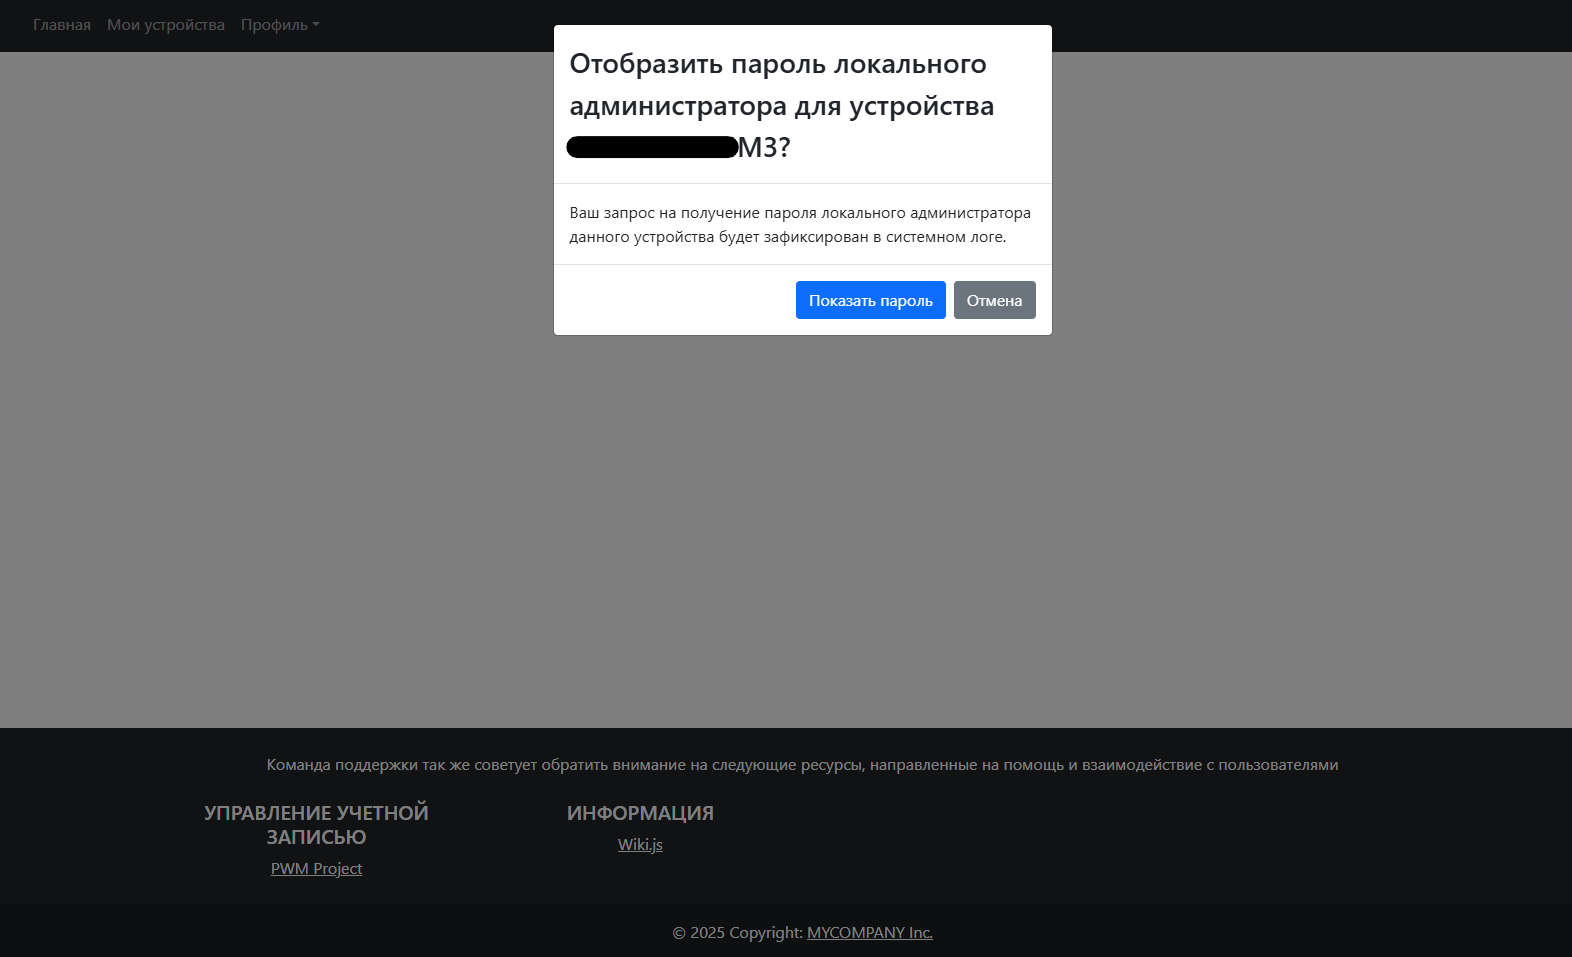 Главная Мои устройства Профиль
Отобразить пароль локального
администратора для устройства
М3?
Ваш запрос на получение пароля локального администратора
данного устройства будет зафиксирован в системном логе.
Показать пароль Отмена
Команда поддержки так же советует обратить внимание на следующие ресурсы, направленные на помощь и взаимодействие с пользователями
УПРАВЛЕНИЕ УЧЕТНОЙ
ЗАПИСЬЮ
PWM Project
ИНФОРМАЦИЯ
Wiki.js
© 2025 Copyright: MYCOMPANY Inc.